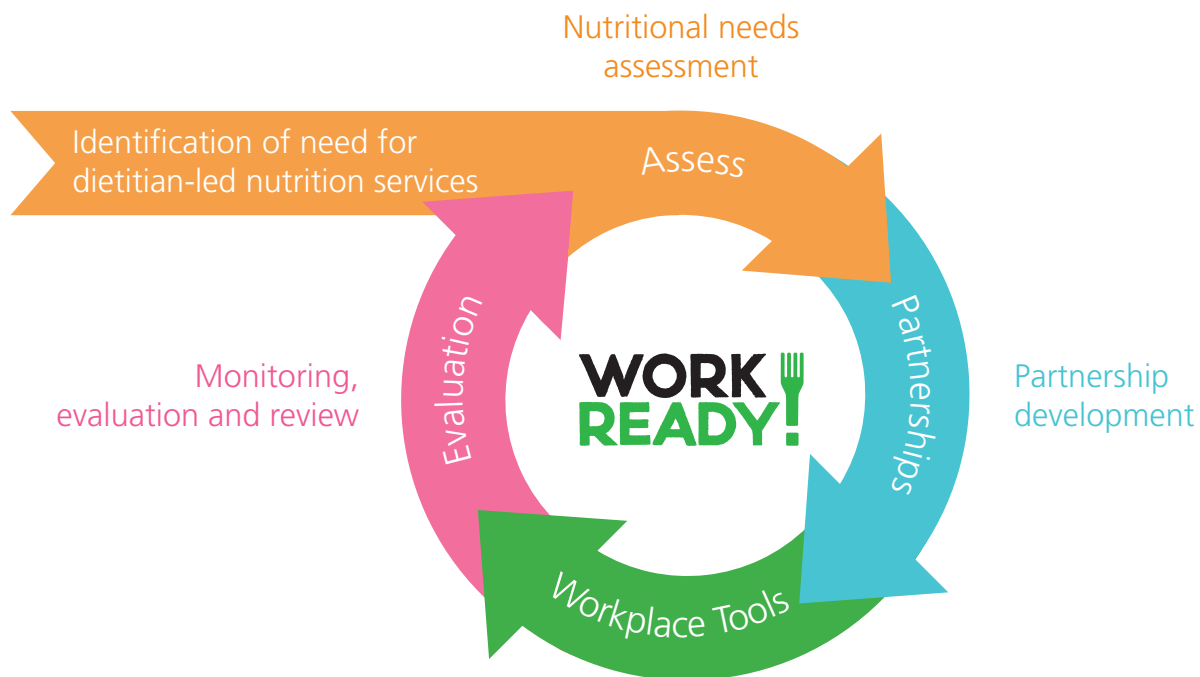 Nutritional needs
assessment
Identification of need for
dietitian-led nutrition services
Assess
Partnerships
Partnership
development
Workplace Tools
Evaluation
Monitoring,
evaluation and review
WORK
READY!